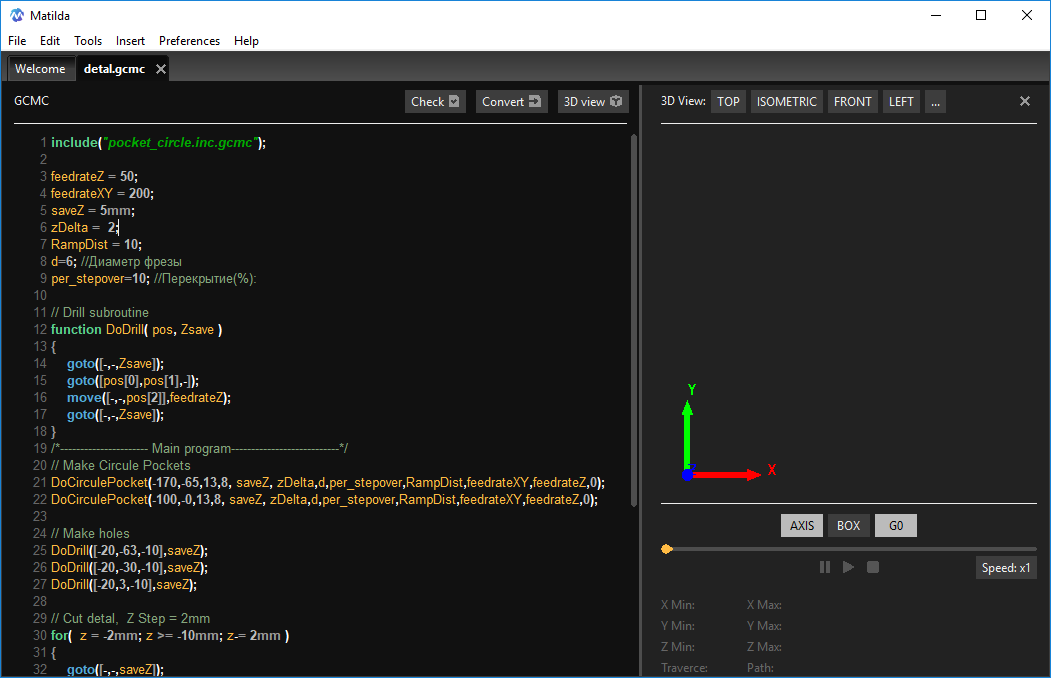 Matilda
File Edit Tools Insert Preferences Help
Welcome detal.gcmc
GCMC Check Convert 3D view
1 include("pocket_circle.inc.gcmc");
2
3 feedrateZ = 50;
4 feedrateXY = 200;
5 saveZ = 5mm;
6 zDelta =  2;
7 RampDist = 10;
8 d=6; //Диаметр фрезы
9 per_stepover=10; //Перекрытие(%):
10
11 // Drill subroutine
12 function DoDrill( pos, Zsave )
13 {
14 goto([-,-,Zsave]);
15 goto([pos[0],pos[1],-]);
16 move([-,-,pos[2]],feedrateZ);
17 goto([-,-,Zsave]);
18 }
19 /*---------------------- Main program---------------------------*/
20 // Make Circule Pockets
21 DoCirculePocket(-170,-65,13,8, saveZ, zDelta,d,per_stepover,RampDist,feedrateXY,feedrateZ,0);
22 DoCirculePocket(-100,-0,13,8, saveZ, zDelta,d,per_stepover,RampDist,feedrateXY,feedrateZ,0);
23
24 // Make holes
25 DoDrill([-20,-63,-10],saveZ);
26 DoDrill([-20,-30,-10],saveZ);
27 DoDrill([-20,3,-10],saveZ);
28
29 // Cut detal,  Z Step = 2mm
30 for(  z = -2mm; z >= -10mm; z-= 2mm )
31 {
32 goto([-,-,saveZ]);
3D View: TOP ISOMETRIC FRONT LEFT ...
Y
X
AXIS BOX G0
Speed: x1
X Min: X Max:
Y Min: Y Max:
Z Min: Z Max:
Traverce: Path: